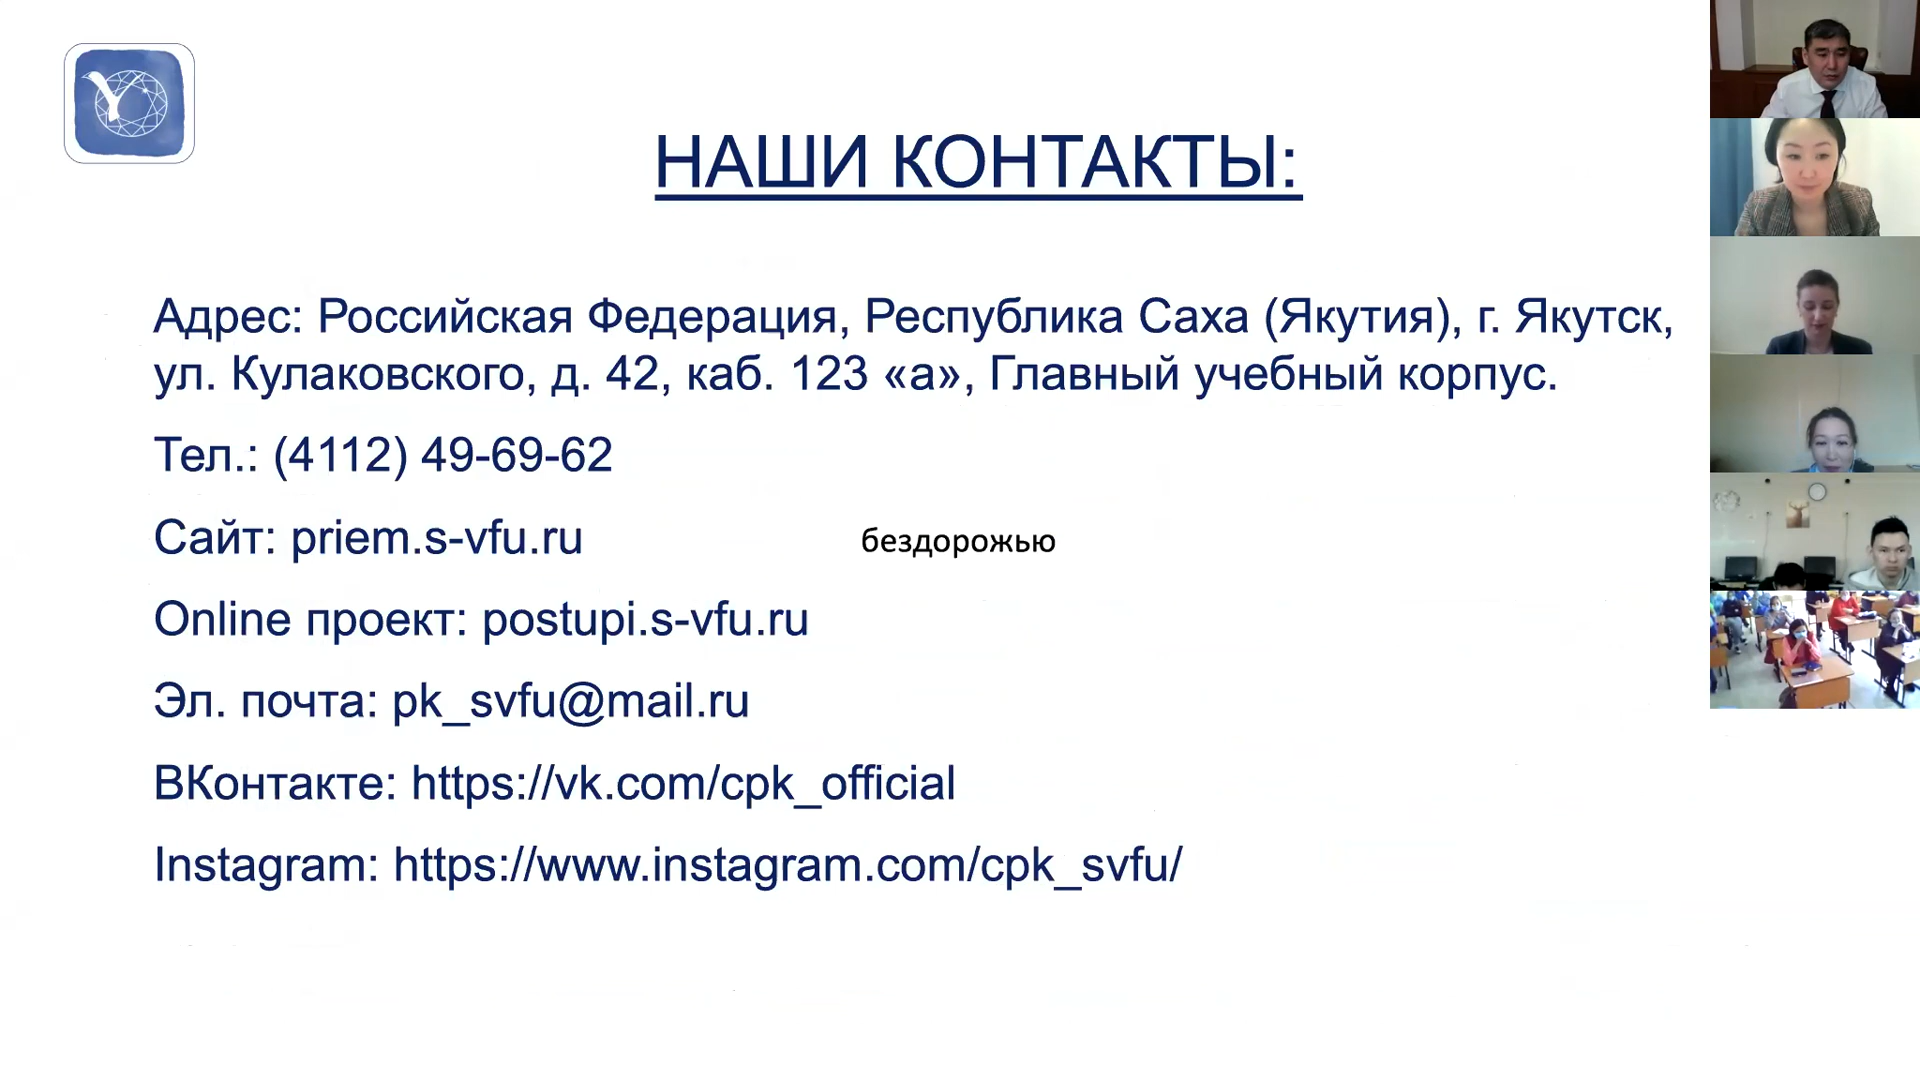 НАШИ КОНТАКТЫ:
Адрес: Российская Федерация, Республика Саха (Якутия), г. Якутск,
ул. Кулаковского, д. 42, каб. 123 «а», Главный учебный корпус.
Тел.: (4112) 49-69-62
Сайт: priem.s-vfu.ru
бездорожью
Online проект: postupi.s-vfu.ru
Эл. почта: pk_svfu@mail.ru
ВКонтакте: https://vk.com/cpk_official
Instagram: https://www.instagram.com/cpk_svfu/